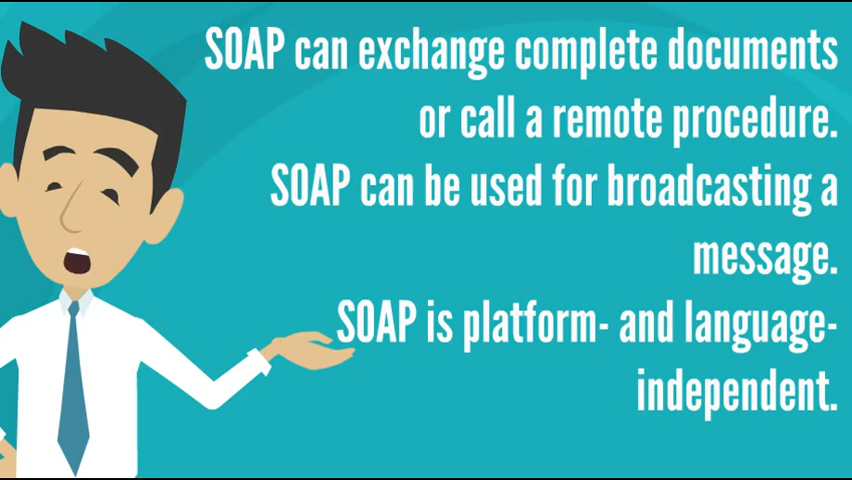 SOAP can exchange complete documents
or call a remote procedure.
SOAP can be used for broadcasting a
message.
SOAP is platform- and language-
independent.